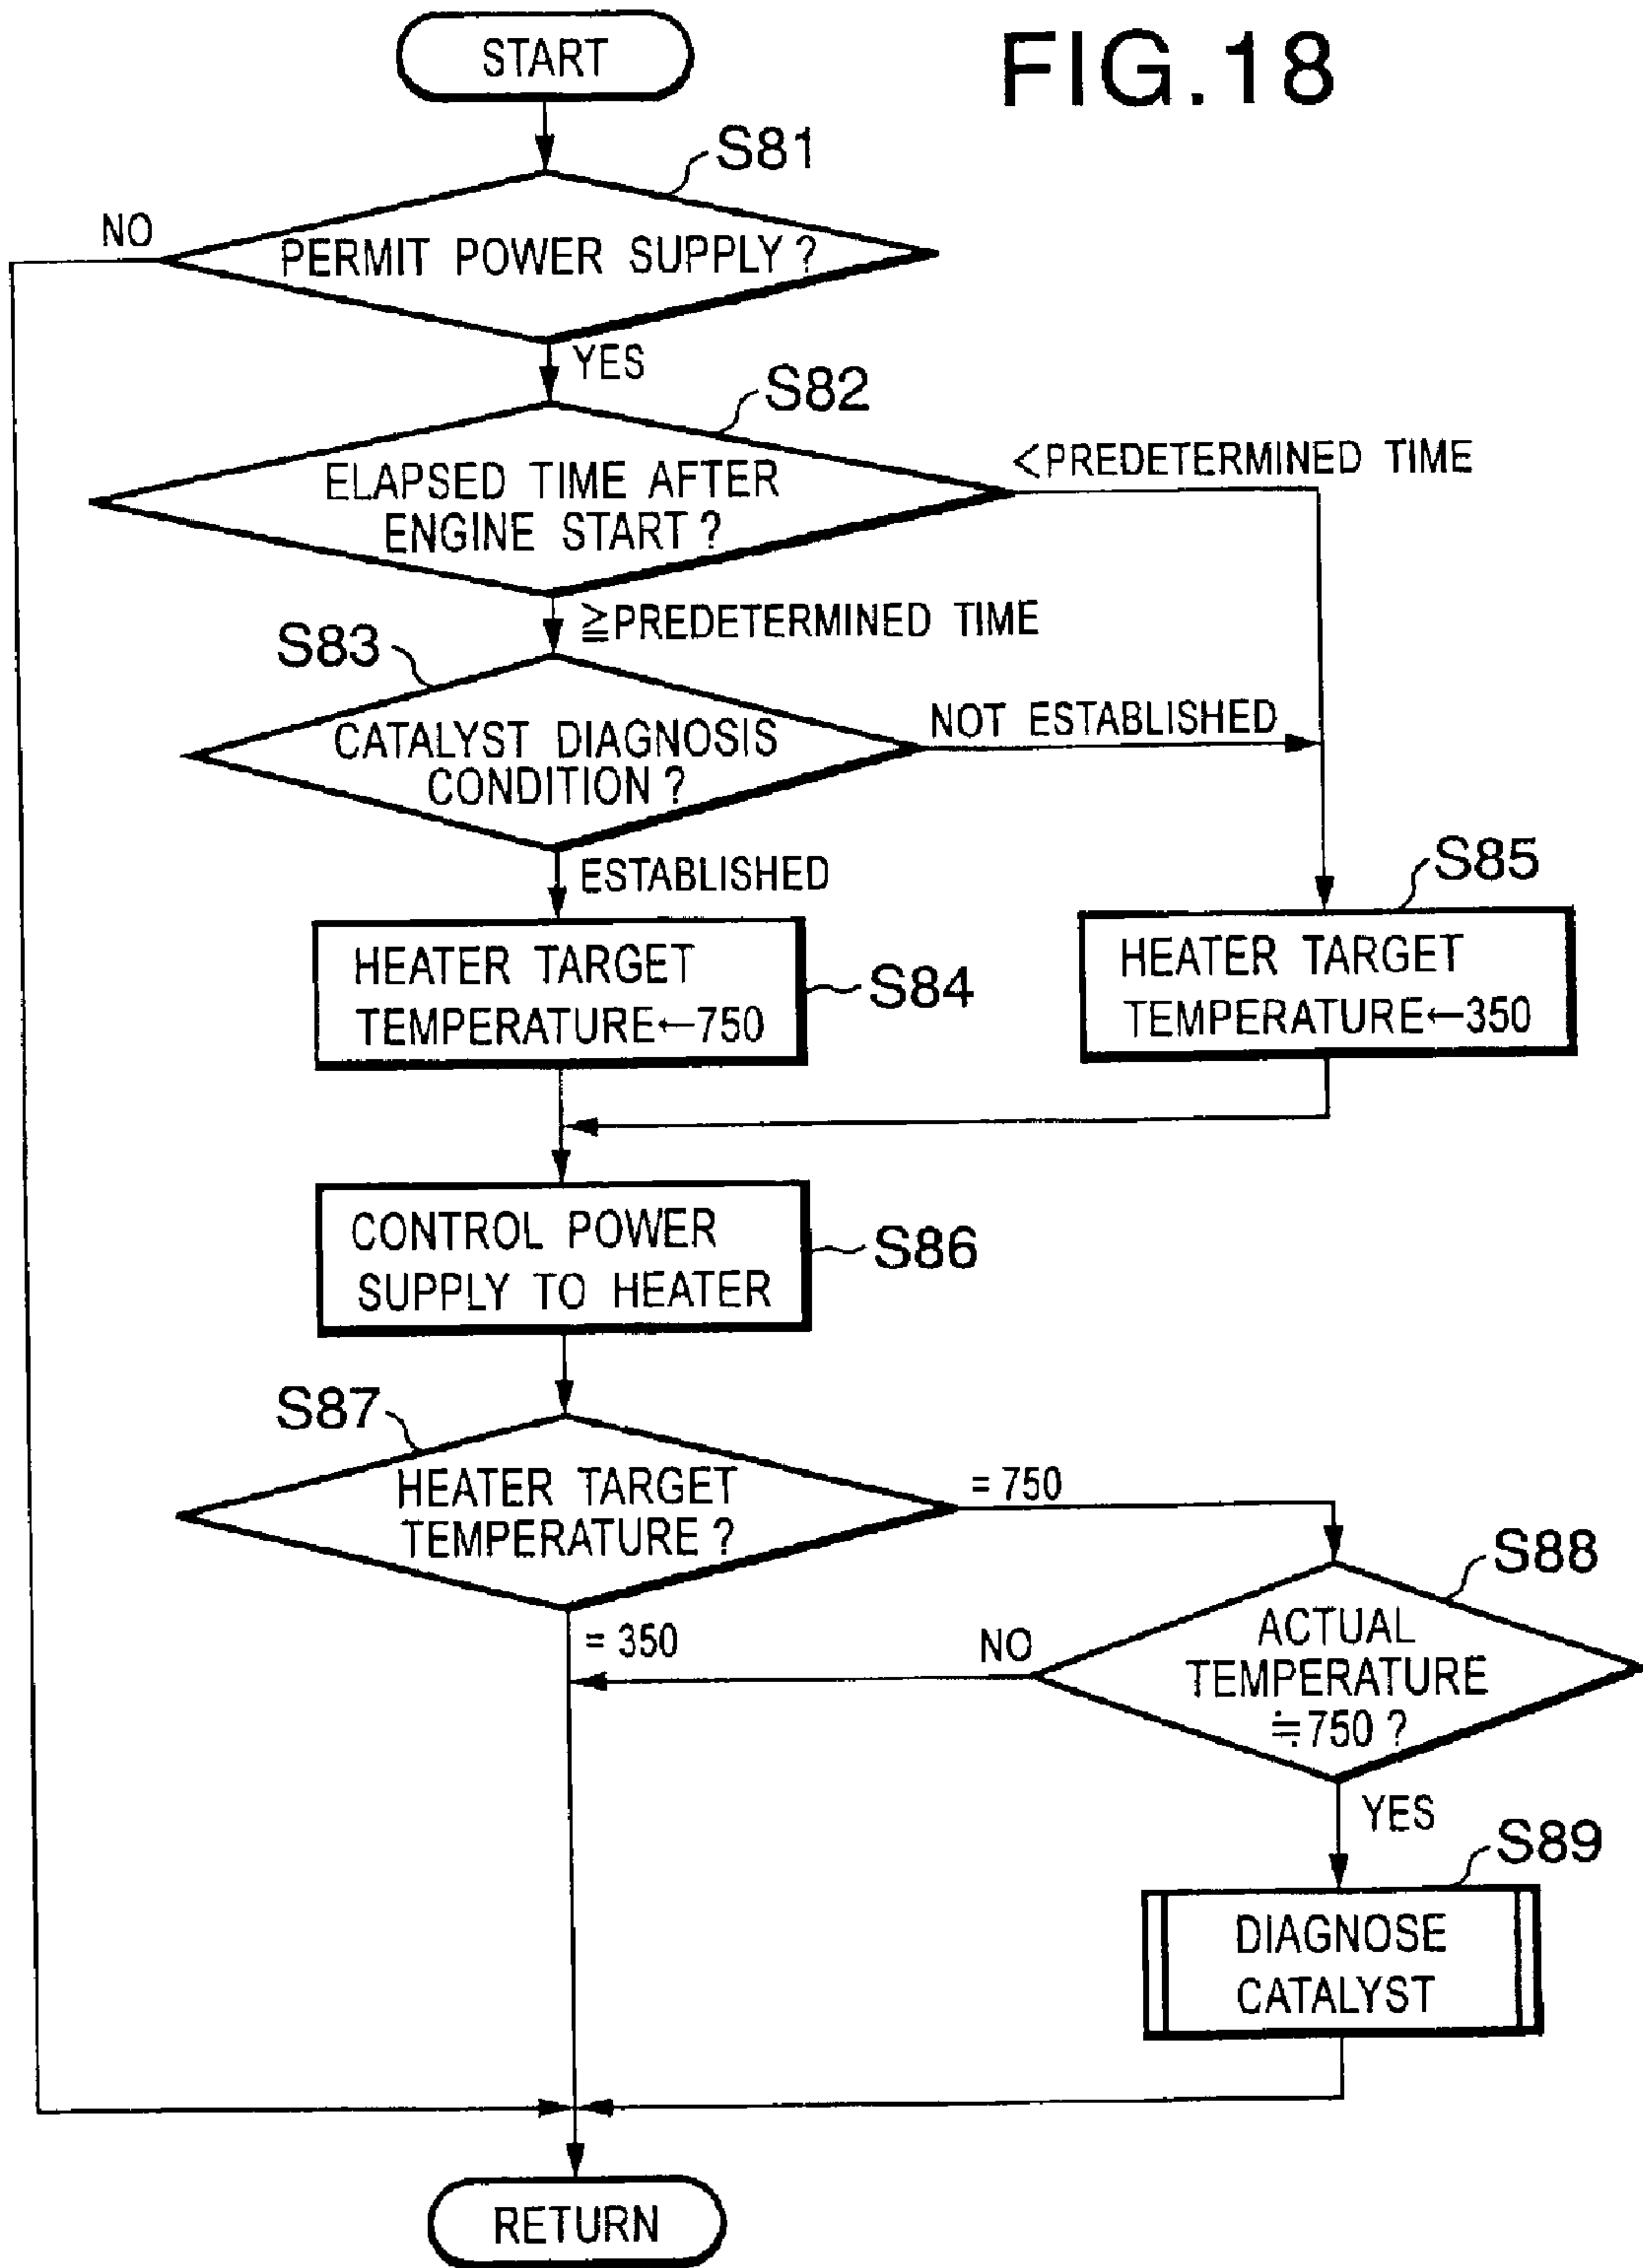 FIG.18
START
S81
NO
PERMIT POWER SUPPLY?
YES
S82
<PREDETERMINED TIME
ELAPSED TIME AFTER
ENGINE START?
≧PREDETERMINED TIME
S83
NOT ESTABLISHED
CATALYST DIAGNOSIS
CONDITION?
ESTABLISHED
S85
HEATER TARGET
TEMPERATURE←750
S84
HEATER TARGET
TEMPERATURE←350
CONTROL POWER
SUPPLY TO HEATER
S86
S87
HEATER TARGET
TEMPERATURE?
= 750
S88
= 350
NO
ACTUAL
TEMPERATURE
≒750?
YES
S89
DIAGNOSE
CATALYST
RETURN